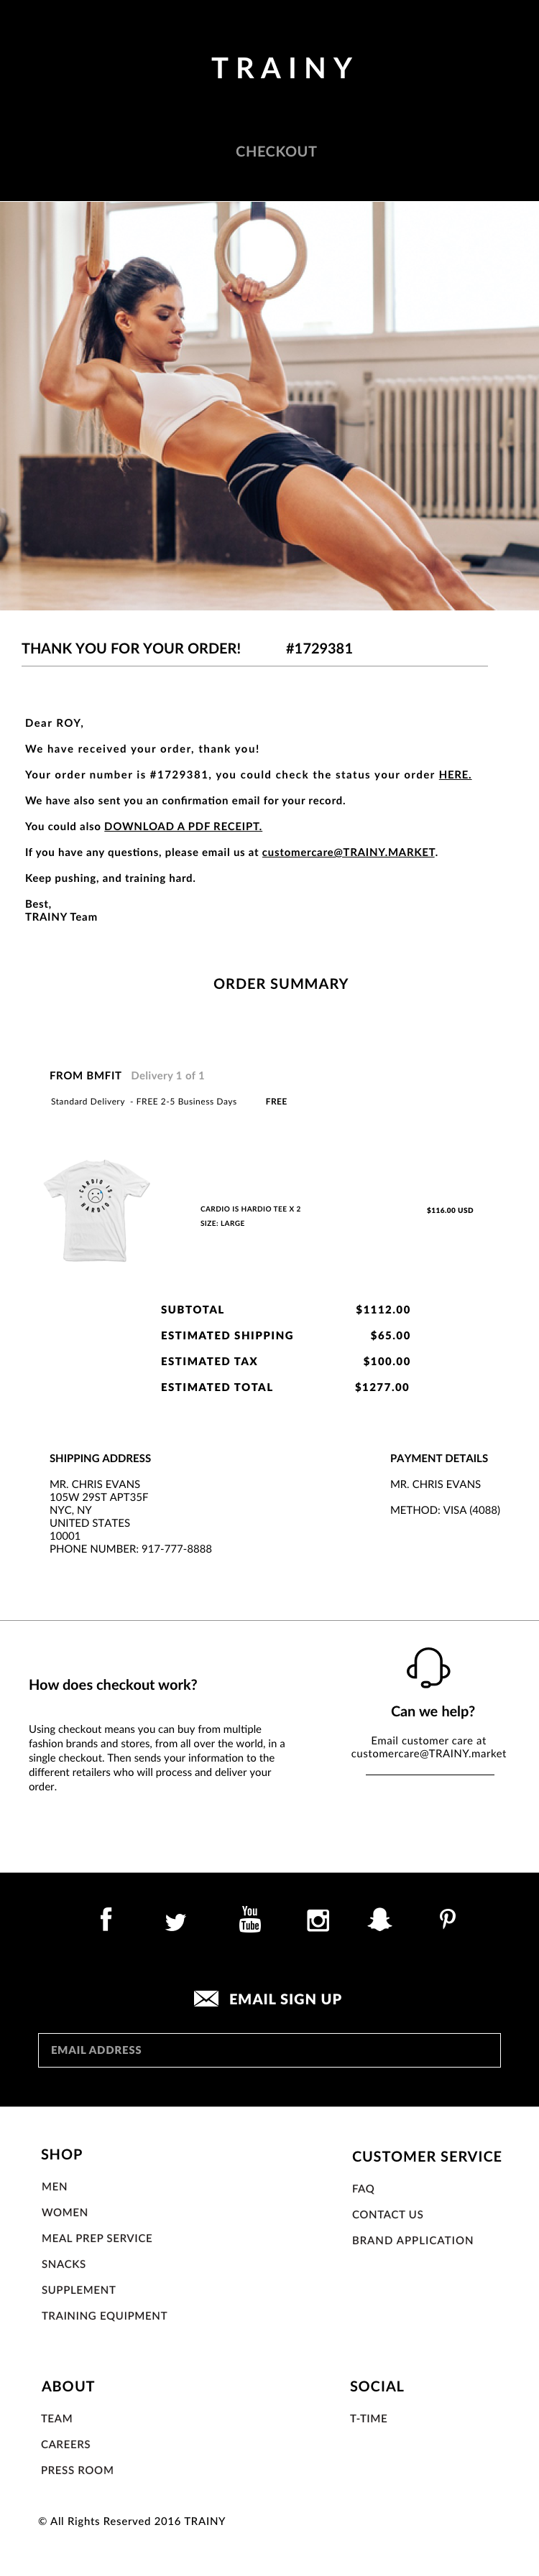 TRAINY
CHECKOUT
THANK YOU FOR YOUR ORDER! #1729381
Dear ROY,
We have received your order, thank you!
Your order number is #1729381, you could check the status your order HERE.
We have also sent you an confirmation email for your record.
You could also DOWNLOAD A PDF RECEIPT.
If you have any questions, please email us at customercare@TRAINY.MARKET.
Keep pushing, and training hard.
Best,
TRAINY Team
ORDER SUMMARY
FROM BMFIT Delivery 1 of 1
Standard Delivery - FREE 2-5 Business Days FREE
CARDIO IS
HARDIO
CARDIO IS HARDIO TEE X 2
SIZE: LARGE
$116.00 USD
SUBTOTAL $1112.00
ESTIMATED SHIPPING $65.00
ESTIMATED TAX $100.00
ESTIMATED TOTAL $1277.00
SHIPPING ADDRESS
MR. CHRIS EVANS
105W 29ST APT35F
NYC, NY
UNITED STATES
10001
PHONE NUMBER: 917-777-8888
PAYMENT DETAILS
MR. CHRIS EVANS
METHOD: VISA (4088)
How does checkout work?
Using checkout means you can buy from multiple
fashion brands and stores, from all over the world, in a
single checkout. Then sends your information to the
different retailers who will process and deliver your
order.
Can we help?
Email customer care at
customercare@TRAINY.market
f
You
Tube
EMAIL SIGN UP
EMAIL ADDRESS
SHOP
MEN
WOMEN
MEAL PREP SERVICE
SNACKS
SUPPLEMENT
TRAINING EQUIPMENT
CUSTOMER SERVICE
FAQ
CONTACT US
BRAND APPLICATION
ABOUT
TEAM
CAREERS
PRESS ROOM
SOCIAL
T-TIME
© All Rights Reserved 2016 TRAINY